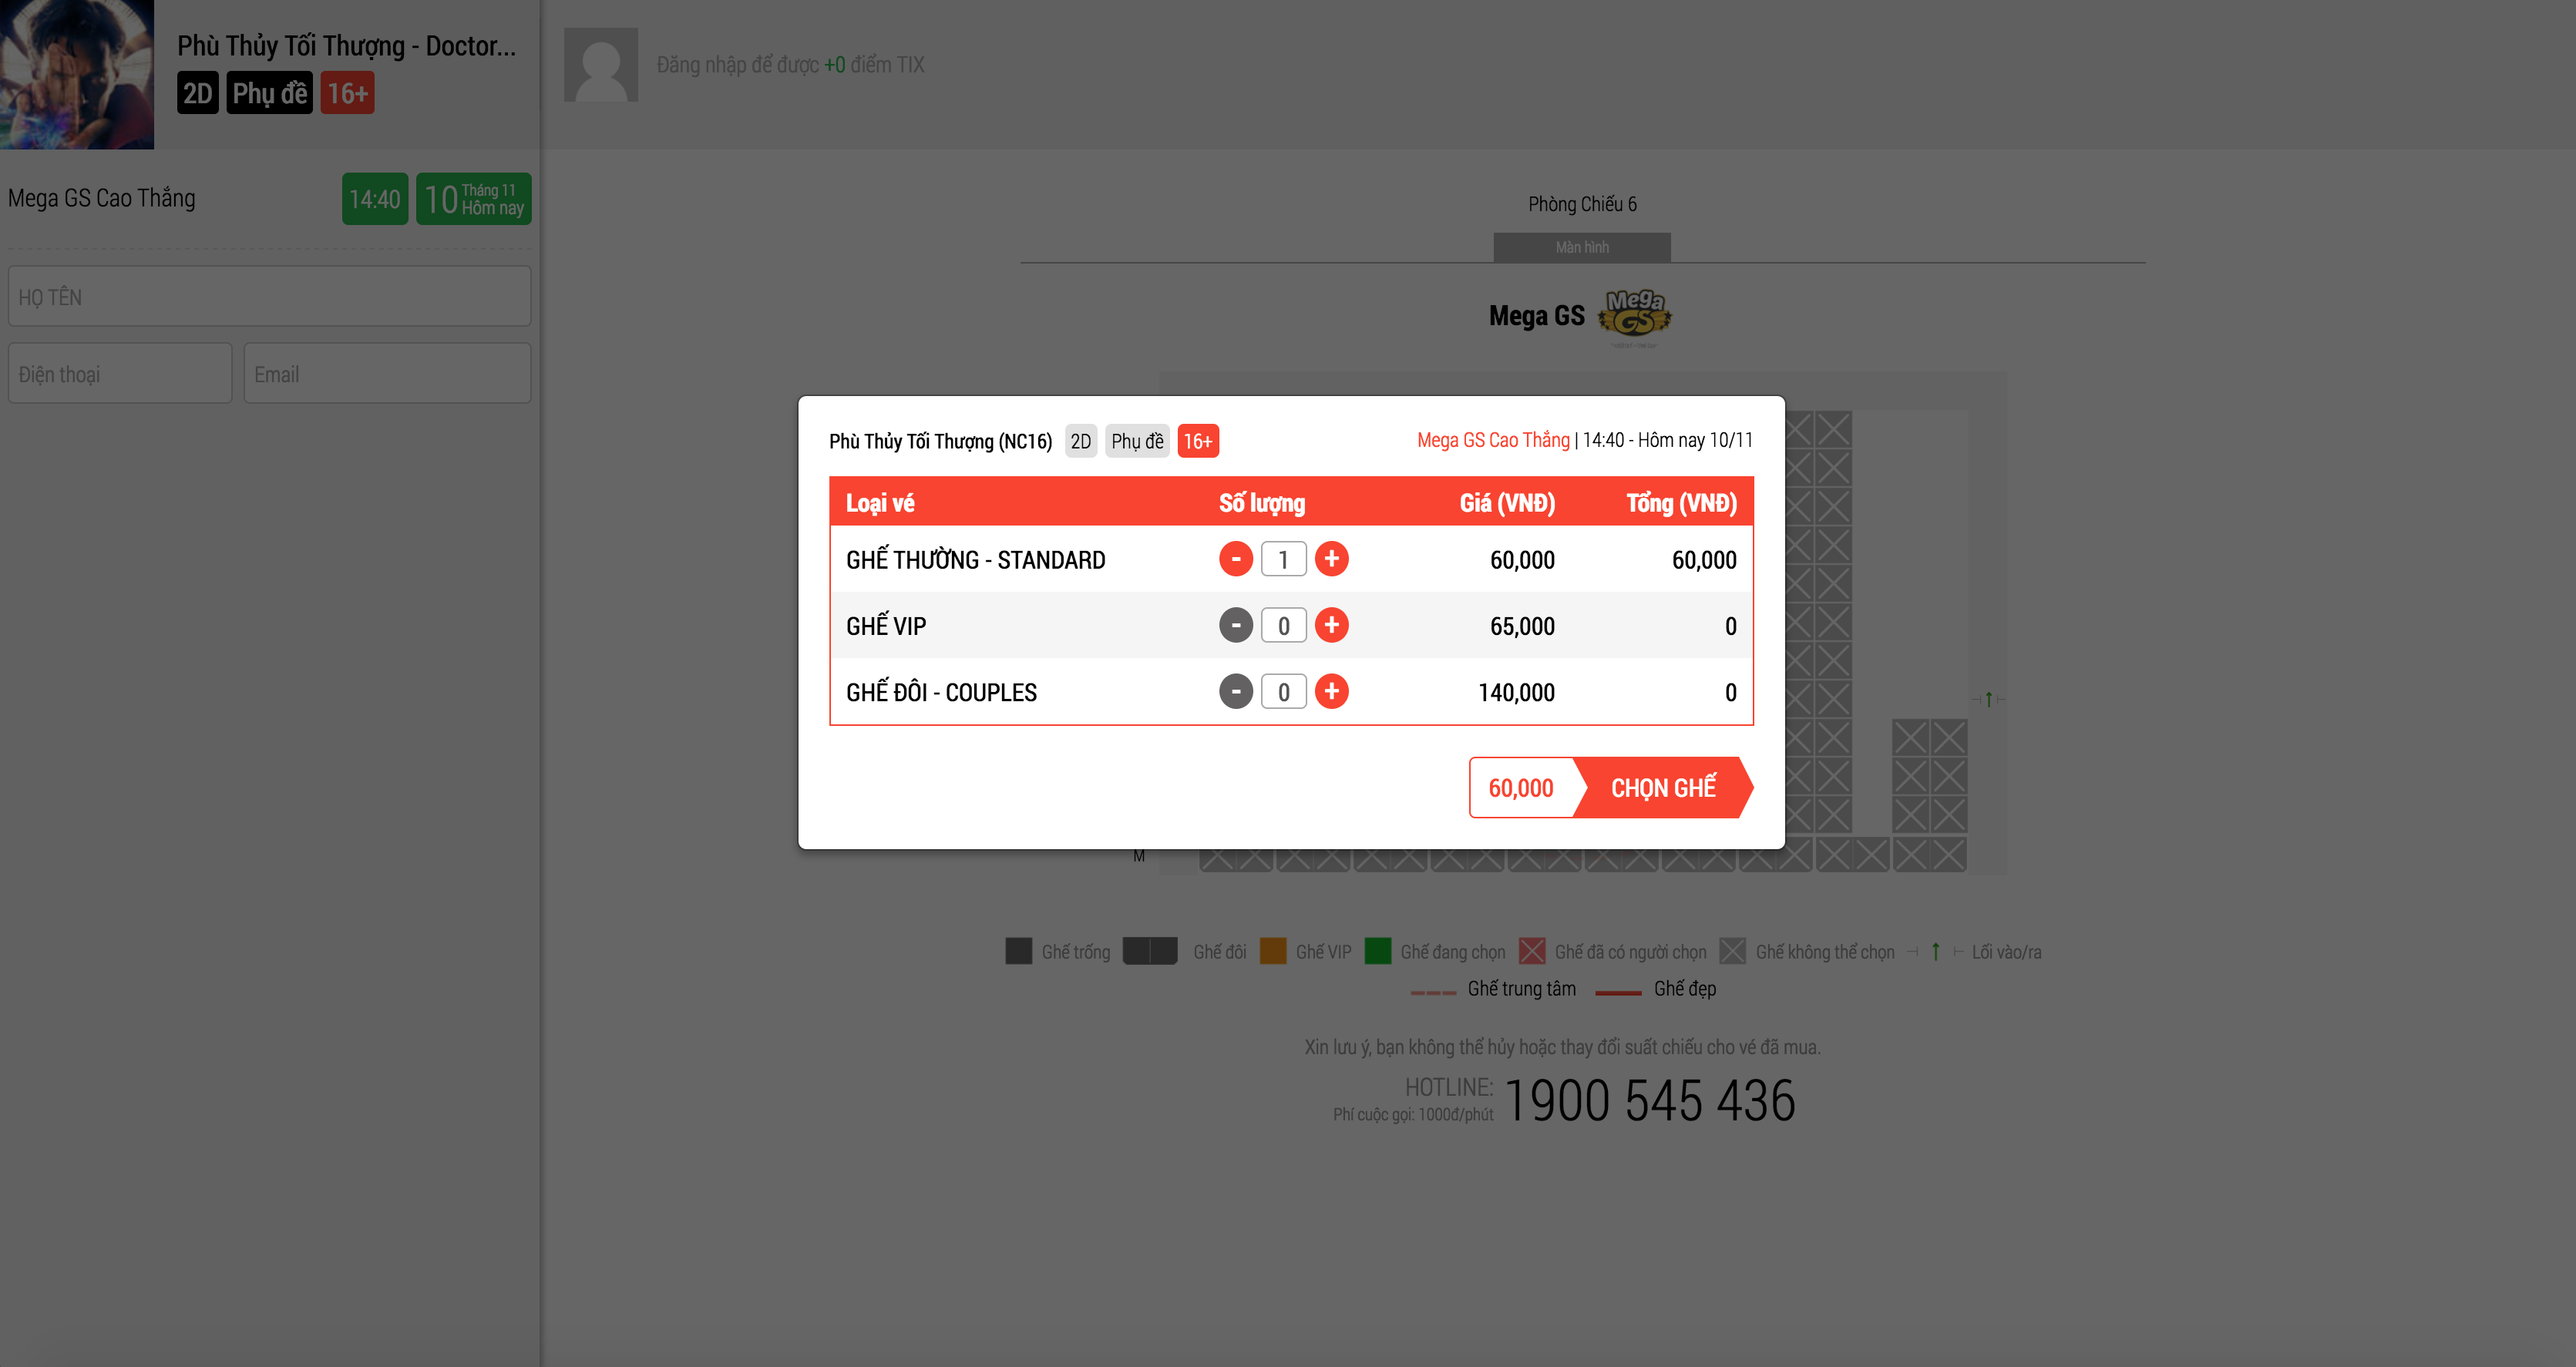 Phù Thủy Tối Thượng - Doctor...
2D Phụ đề 16+
Đăng nhập để được +0 điểm TIX
Mega GS Cao Thắng
14:40
10 Tháng 11 Hôm nay
HỌ TÊN
Điện thoại
Email
Phòng Chiếu 6
Màn hình
Mega GS
Mega GS
Phù Thủy Tối Thượng (NC16) 2D Phụ đề 16+
Mega GS Cao Thắng | 14:40 - Hôm nay 10/11
Loại vé Số lượng Giá (VNĐ) Tổng (VNĐ)
GHẾ THƯỜNG - STANDARD - 1 + 60,000 60,000
GHẾ VIP - 0 + 65,000 0
GHẾ ĐÔI - COUPLES - 0 + 140,000 0
60,000 CHỌN GHẾ
M
Ghế trống Ghế đôi Ghế VIP Ghế đang chọn Ghế đã có người chọn Ghế không thể chọn Lối vào/ra
Ghế trung tâm Ghế đẹp
Xin lưu ý, bạn không thể hủy hoặc thay đổi suất chiếu cho vé đã mua.
HOTLINE: 1900 545 436
Phí cuộc gọi: 1000đ/phút